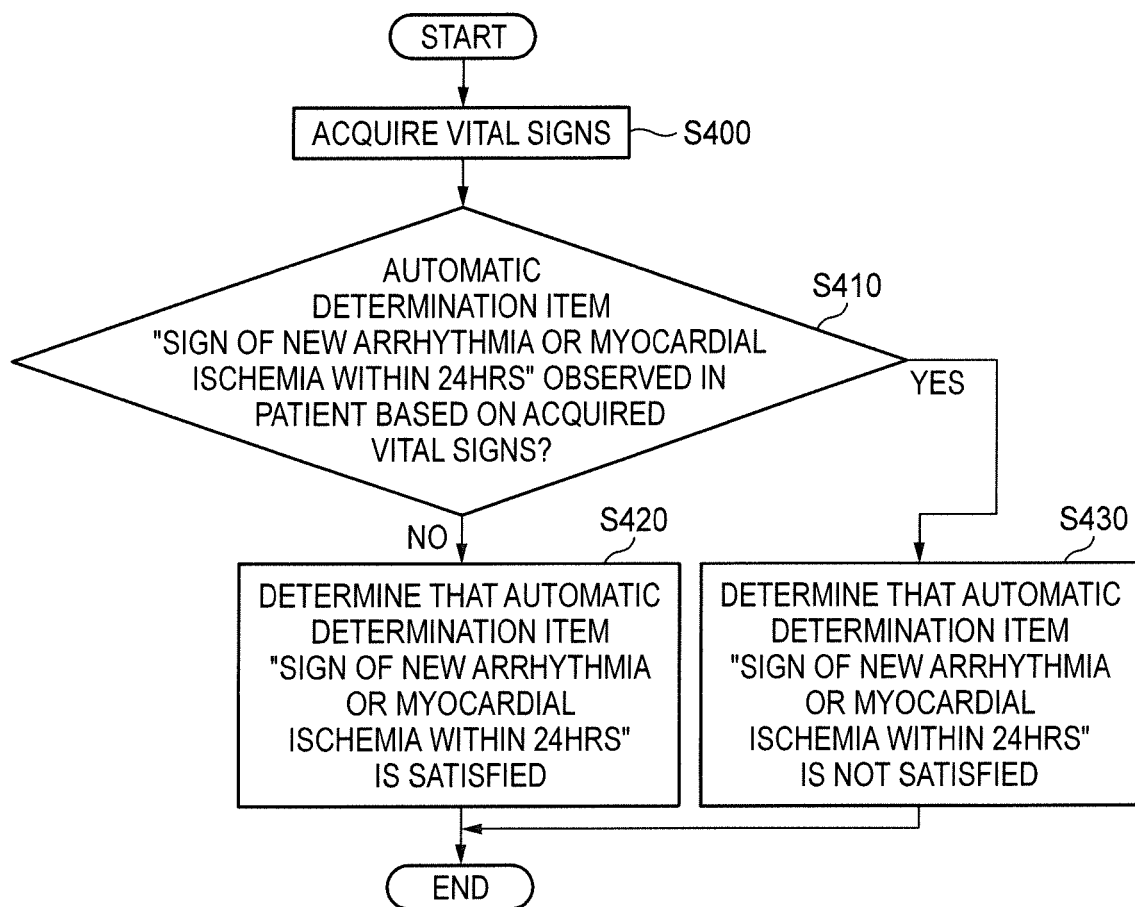 START
ACQUIRE VITAL SIGNS
S400
AUTOMATIC
DETERMINATION ITEM
"SIGN OF NEW ARRHYTHMIA OR MYOCARDIAL
ISCHEMIA WITHIN 24HRS" OBSERVED IN
PATIENT BASED ON ACQUIRED
VITAL SIGNS?
S410
YES
NO
S420
DETERMINE THAT AUTOMATIC
DETERMINATION ITEM
"SIGN OF NEW ARRHYTHMIA
OR MYOCARDIAL
ISCHEMIA WITHIN 24HRS"
IS SATISFIED
S430
DETERMINE THAT AUTOMATIC
DETERMINATION ITEM
"SIGN OF NEW ARRHYTHMIA
OR MYOCARDIAL
ISCHEMIA WITHIN 24HRS"
IS NOT SATISFIED
END